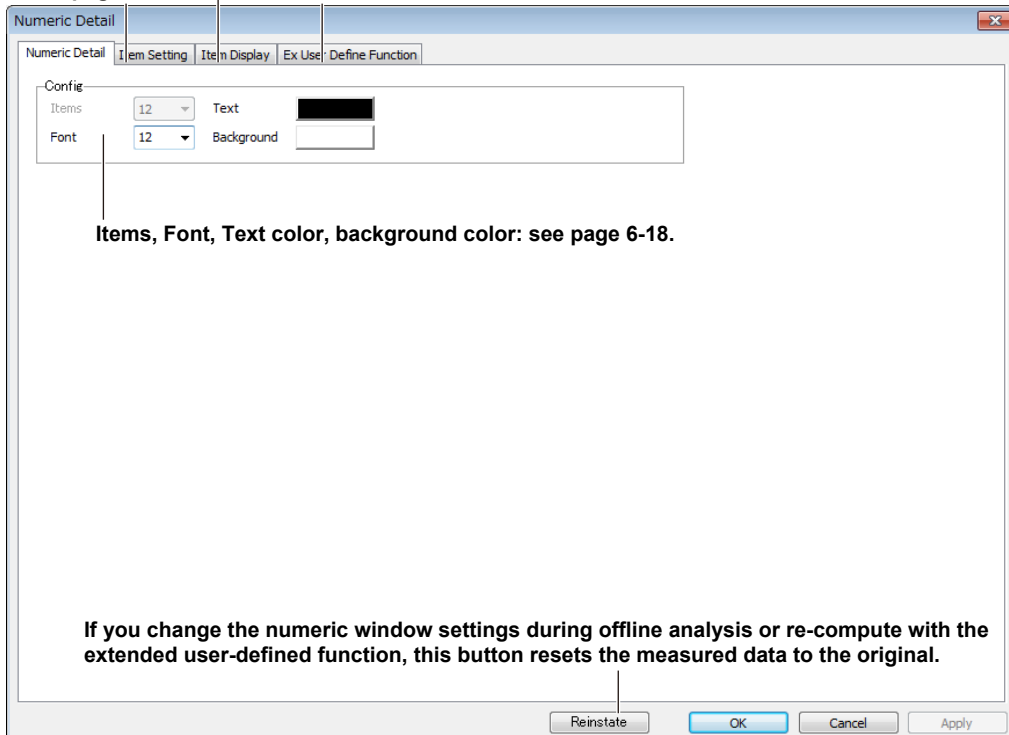 Numeric Detail
Numeric Detail Item Setting Item Display Ex User Define Function
Config
Items 12 Text
Font 12 Background
Items, Font, Text color, background color: see page 6-18.
If you change the numeric window settings during offline analysis or re-compute with the
extended user-defined function, this button resets the measured data to the original.
Reinstate OK Cancel Apply